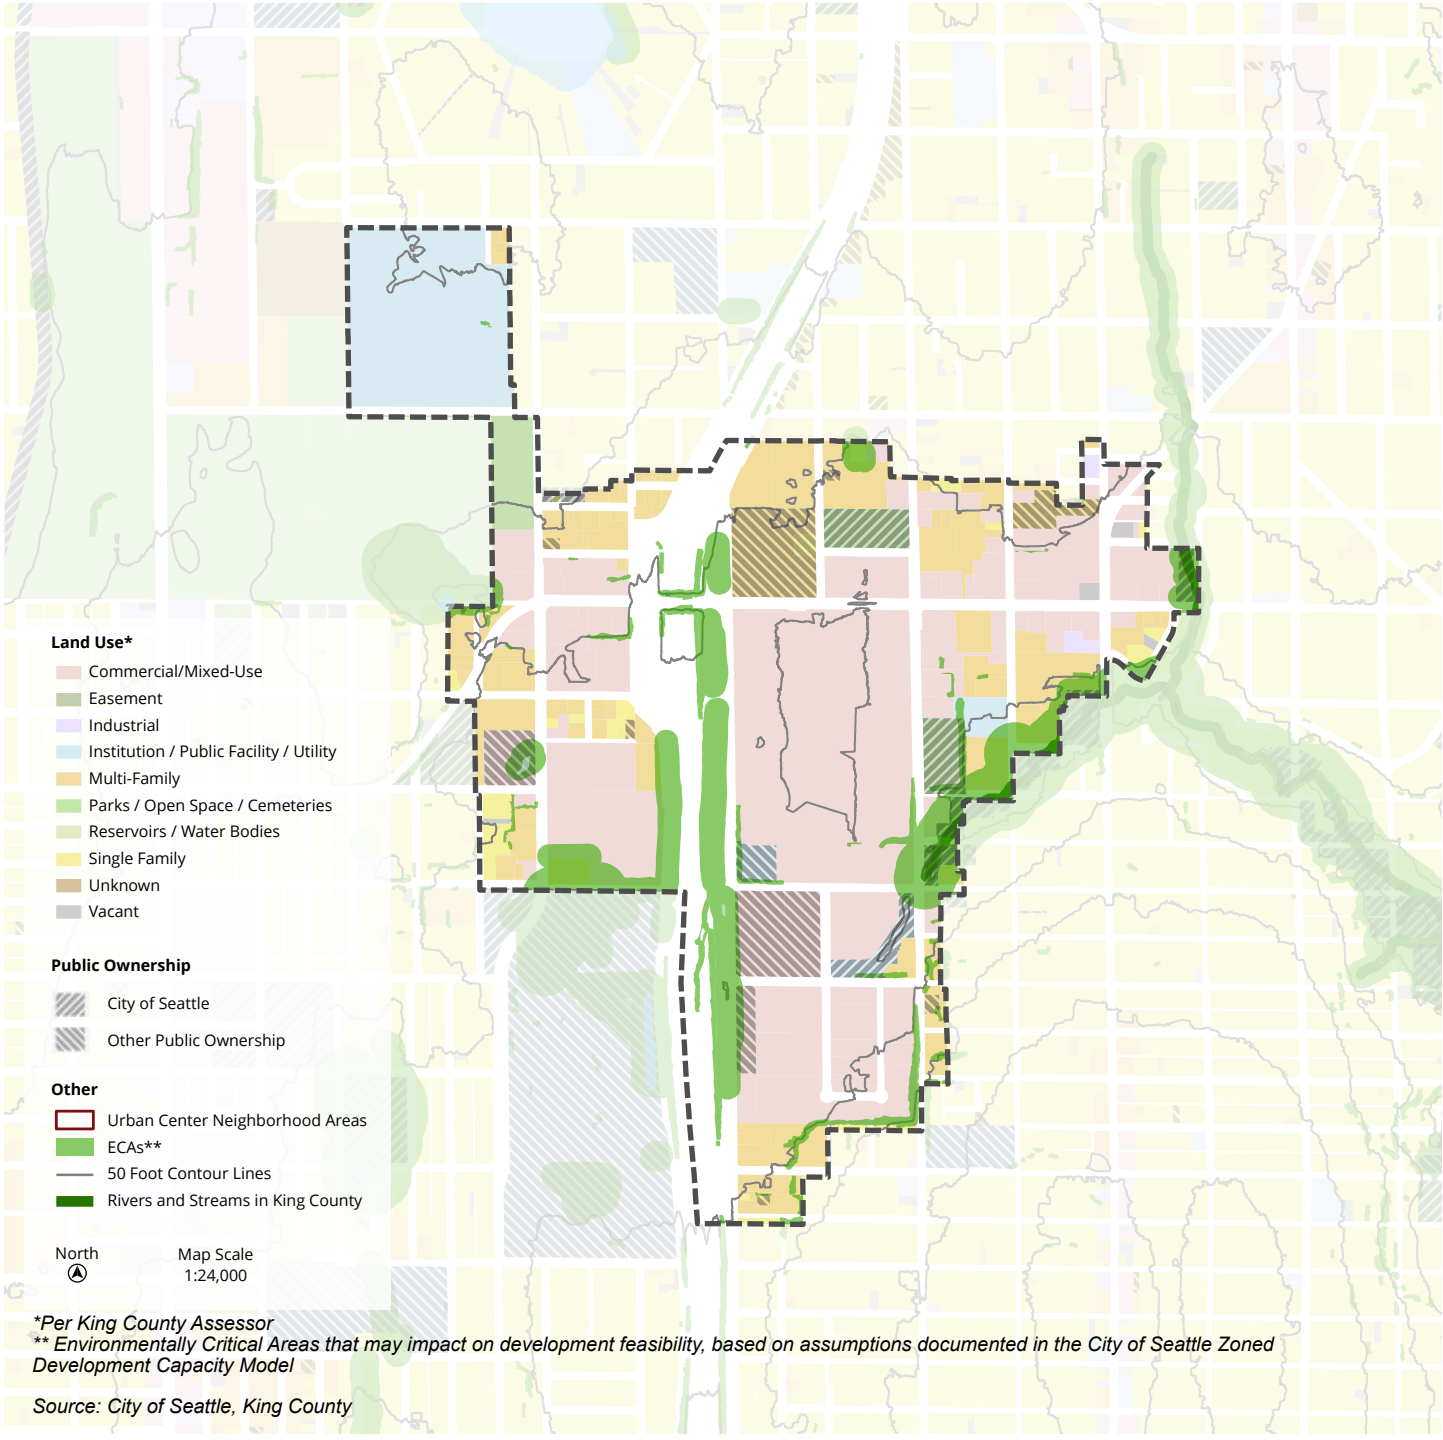 Land Use*
Commercial/Mixed-Use
Easement
Industrial
Institution / Public Facility / Utility
Multi-Family
Parks / Open Space / Cemeteries
Reservoirs / Water Bodies
Single Family
Unknown
Vacant
Public Ownership
City of Seattle
Other Public Ownership
Other
Urban Center Neighborhood Areas
ECAs**
50 Foot Contour Lines
Rivers and Streams in King County
North
Map Scale
1:24,000
*Per King County Assessor
** Environmentally Critical Areas that may impact on development feasibility, based on assumptions documented in the City of Seattle Zoned
Development Capacity Model
Source: City of Seattle, King County